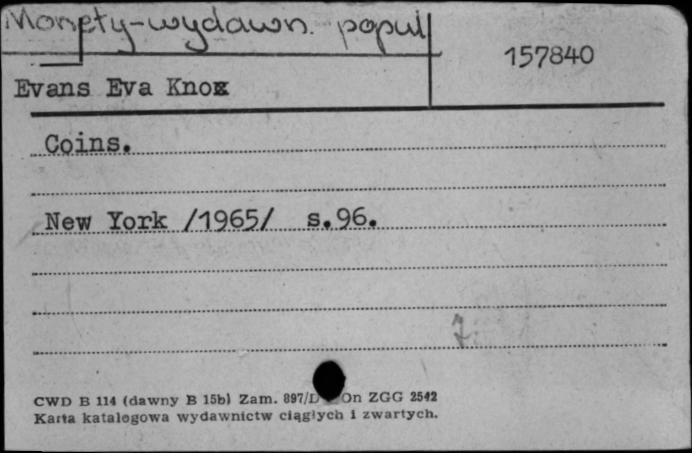 Monety-wydawn. popul
157840
Evans Eva Knox
Coins.
New York /1965/ s.96.
7.
CWD B 114 (dawny B 15b) Zam. 897/D On ZGG 2542
Karta katalogowa wydawnictw ciągłych i zwartych.